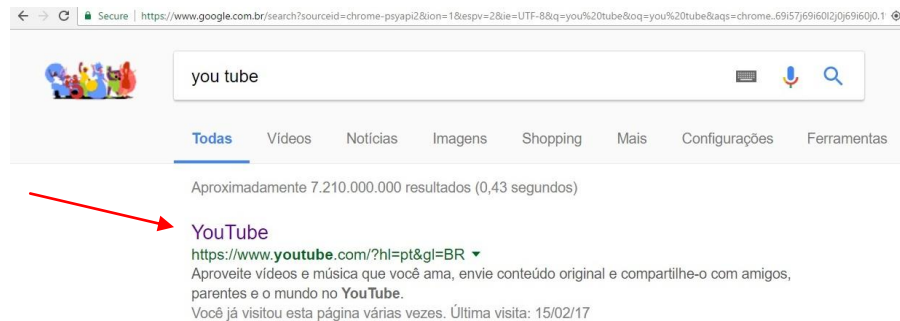 Secure https://www.google.com.br/search?sourceid=chrome-psyapi2&ion=1&espv=2&ie=UTF-8&q=you%20tube&oq=you%20tube&aqs=chrome..69i57j69i60l2j0j69i60j0.1
you tube
Todas Vídeos Notícias Imagens Shopping Mais Configurações Ferramentas
Aproximadamente 7.210.000.000 resultados (0,43 segundos)
YouTube
https://www.youtube.com/?hl=pt&gl=BR
Aproveite vídeos e música que você ama, envie conteúdo original e compartilhe-o com amigos,
parentes e o mundo no YouTube.
Você já visitou esta página várias vezes. Última visita: 15/02/17